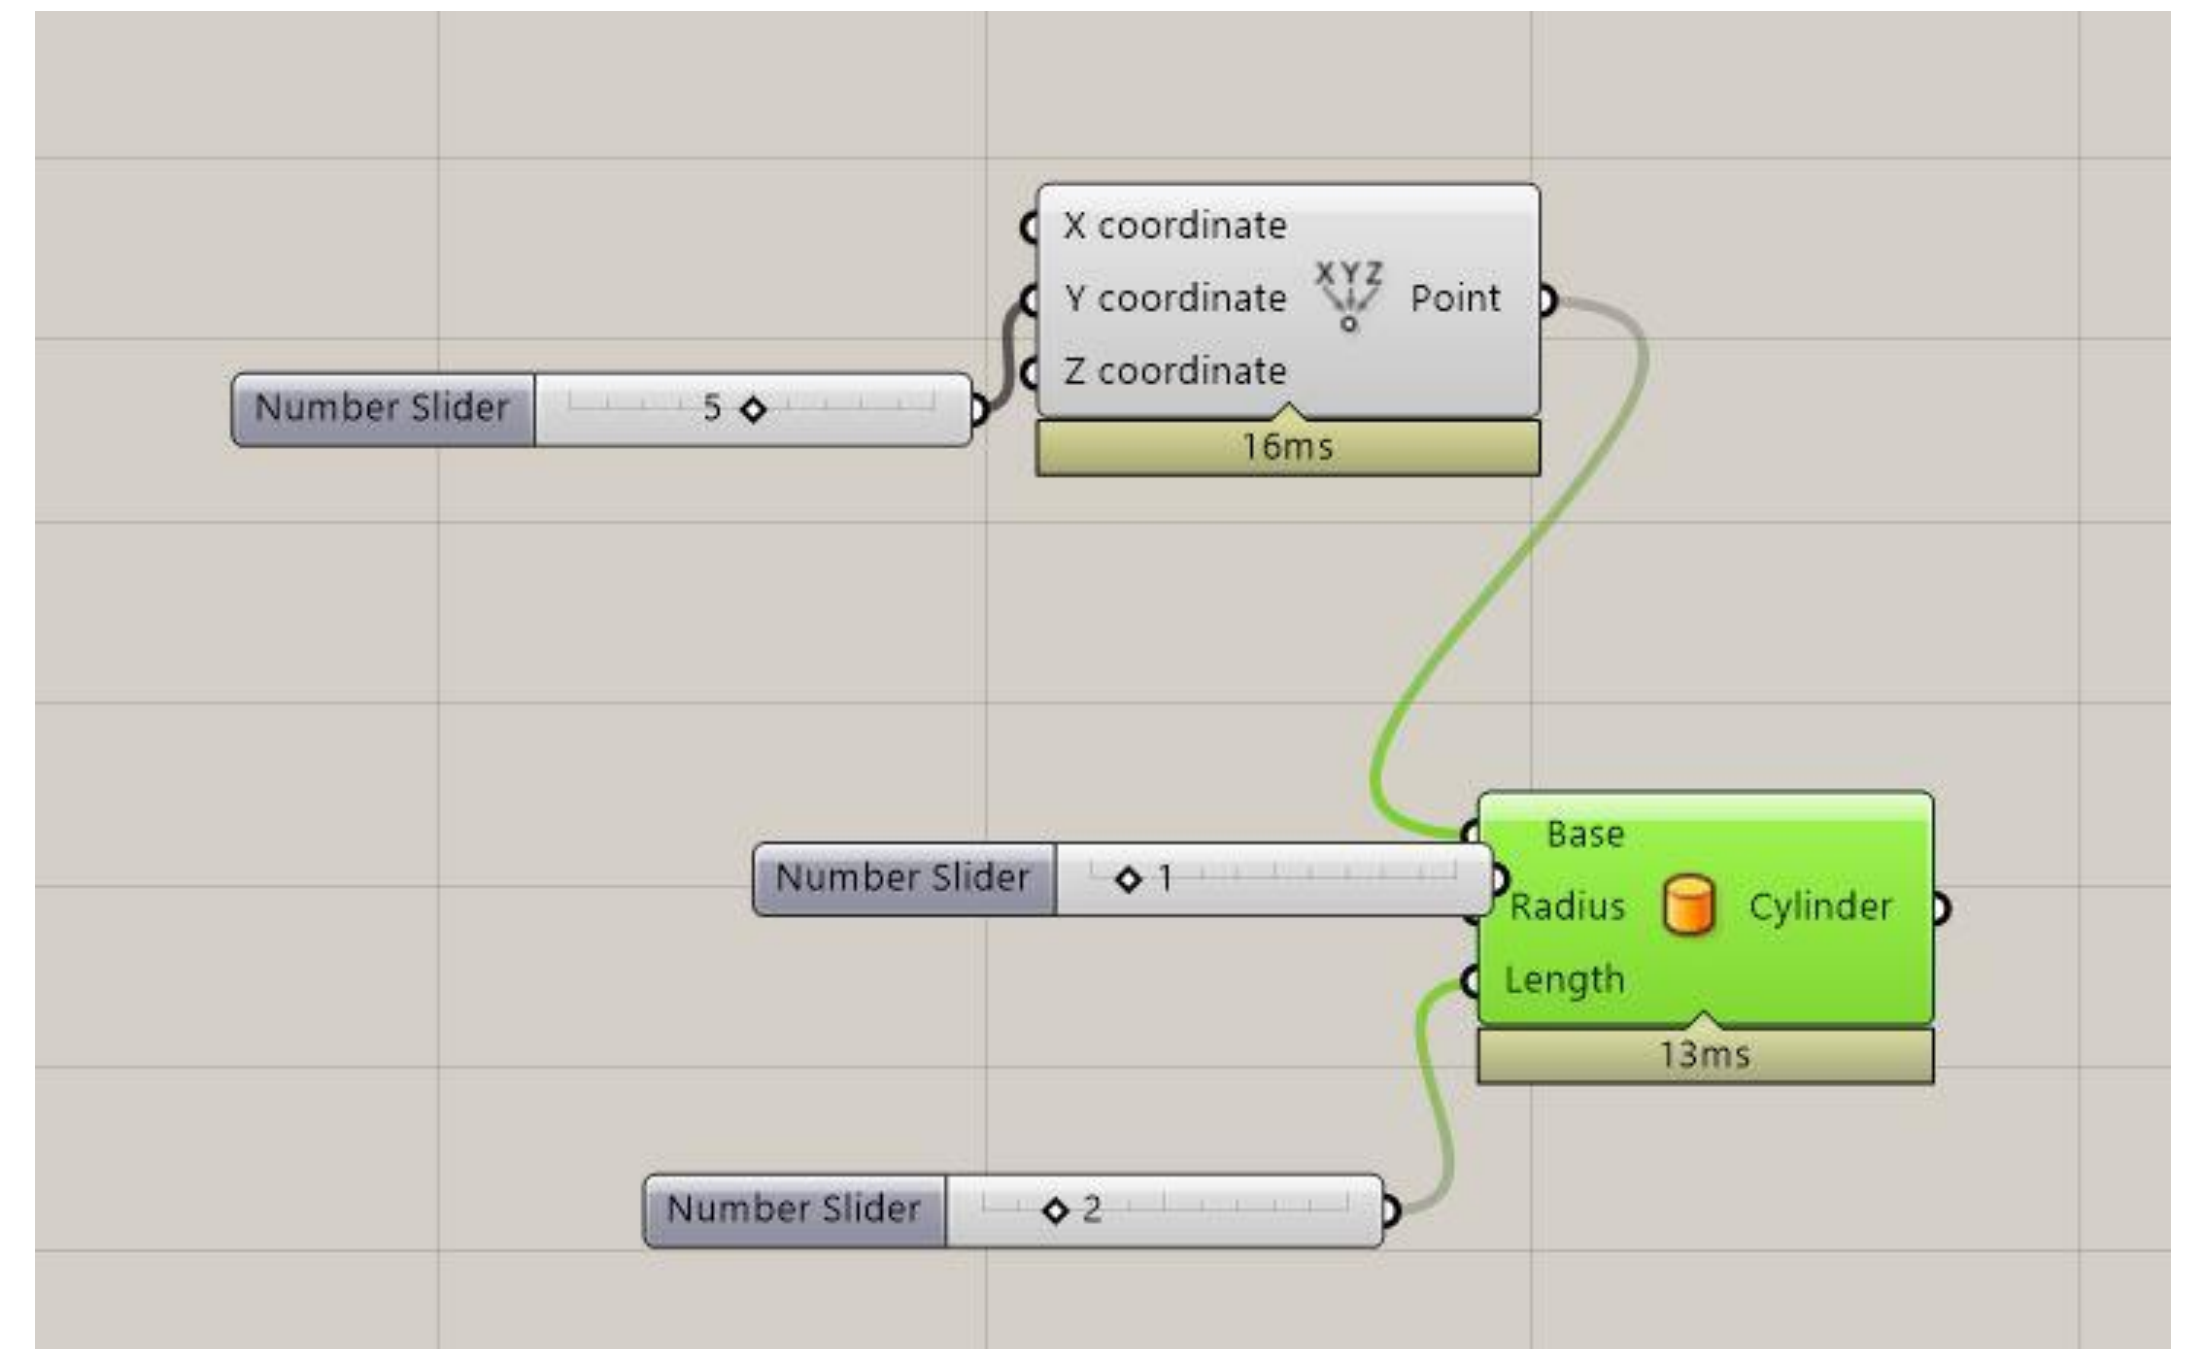 X coordinate
XYZ
Y coordinate
Point
Z coordinate
Number Slider
5
16ms
Base
Number Slider
1
Radius
Cylinder
Length
13ms
Number Slider
2